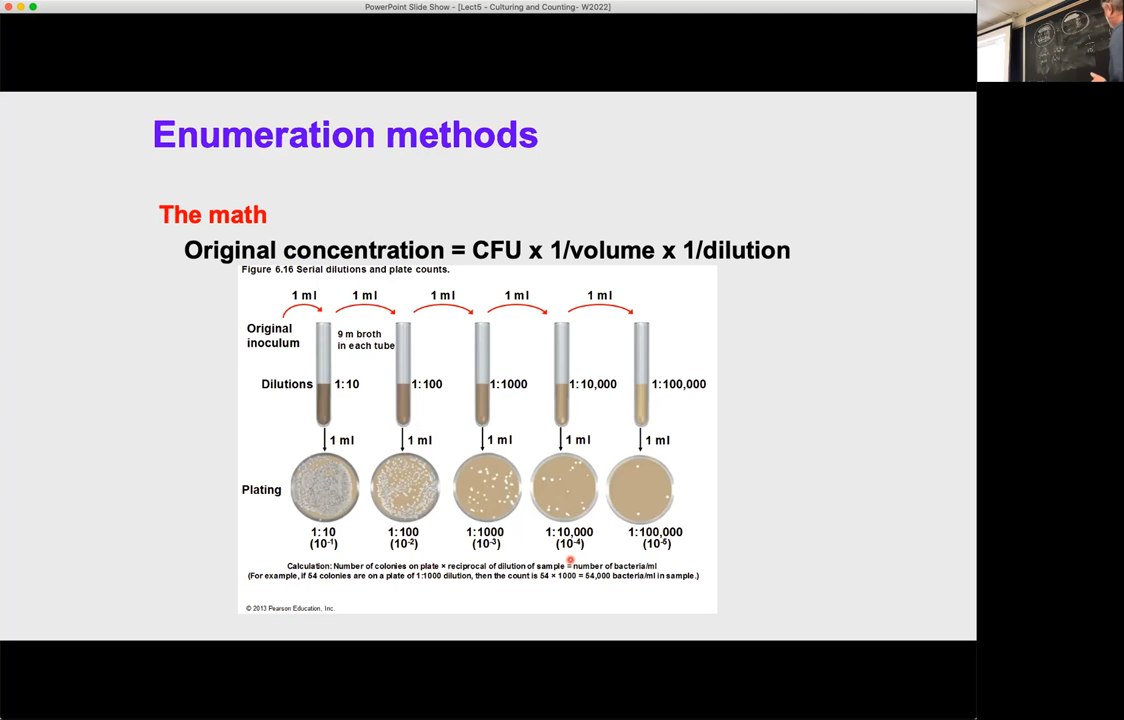 PowerPoint Slide Show - [Lect5 - Culturing and Counting- W2022]
Enumeration methods
The math
Original concentration = CFU x 1/volume x 1/dilution
Figure 6.16 Serial dilutions and plate counts.
1 ml 1 ml 1 ml 1 ml 1 ml
Original
inoculum
9 m broth
in each tube
Dilutions 1:10 1:100 1:1000 1:10,000 1:100,000
1 ml 1 ml 1 ml 1 ml 1 ml
Plating
1:10 1:100 1:1000 1:10,000 1:100,000
(10-1) (10-2) (10-3) (10-4) (10-5)
Calculation: Number of colonies on plate × reciprocal of dilution of sample = number of bacteria/ml
(For example, if 54 colonies are on a plate of 1:1000 dilution, then the count is 54 × 1000 = 54,000 bacteria/ml in sample.)
© 2013 Pearson Education, Inc.